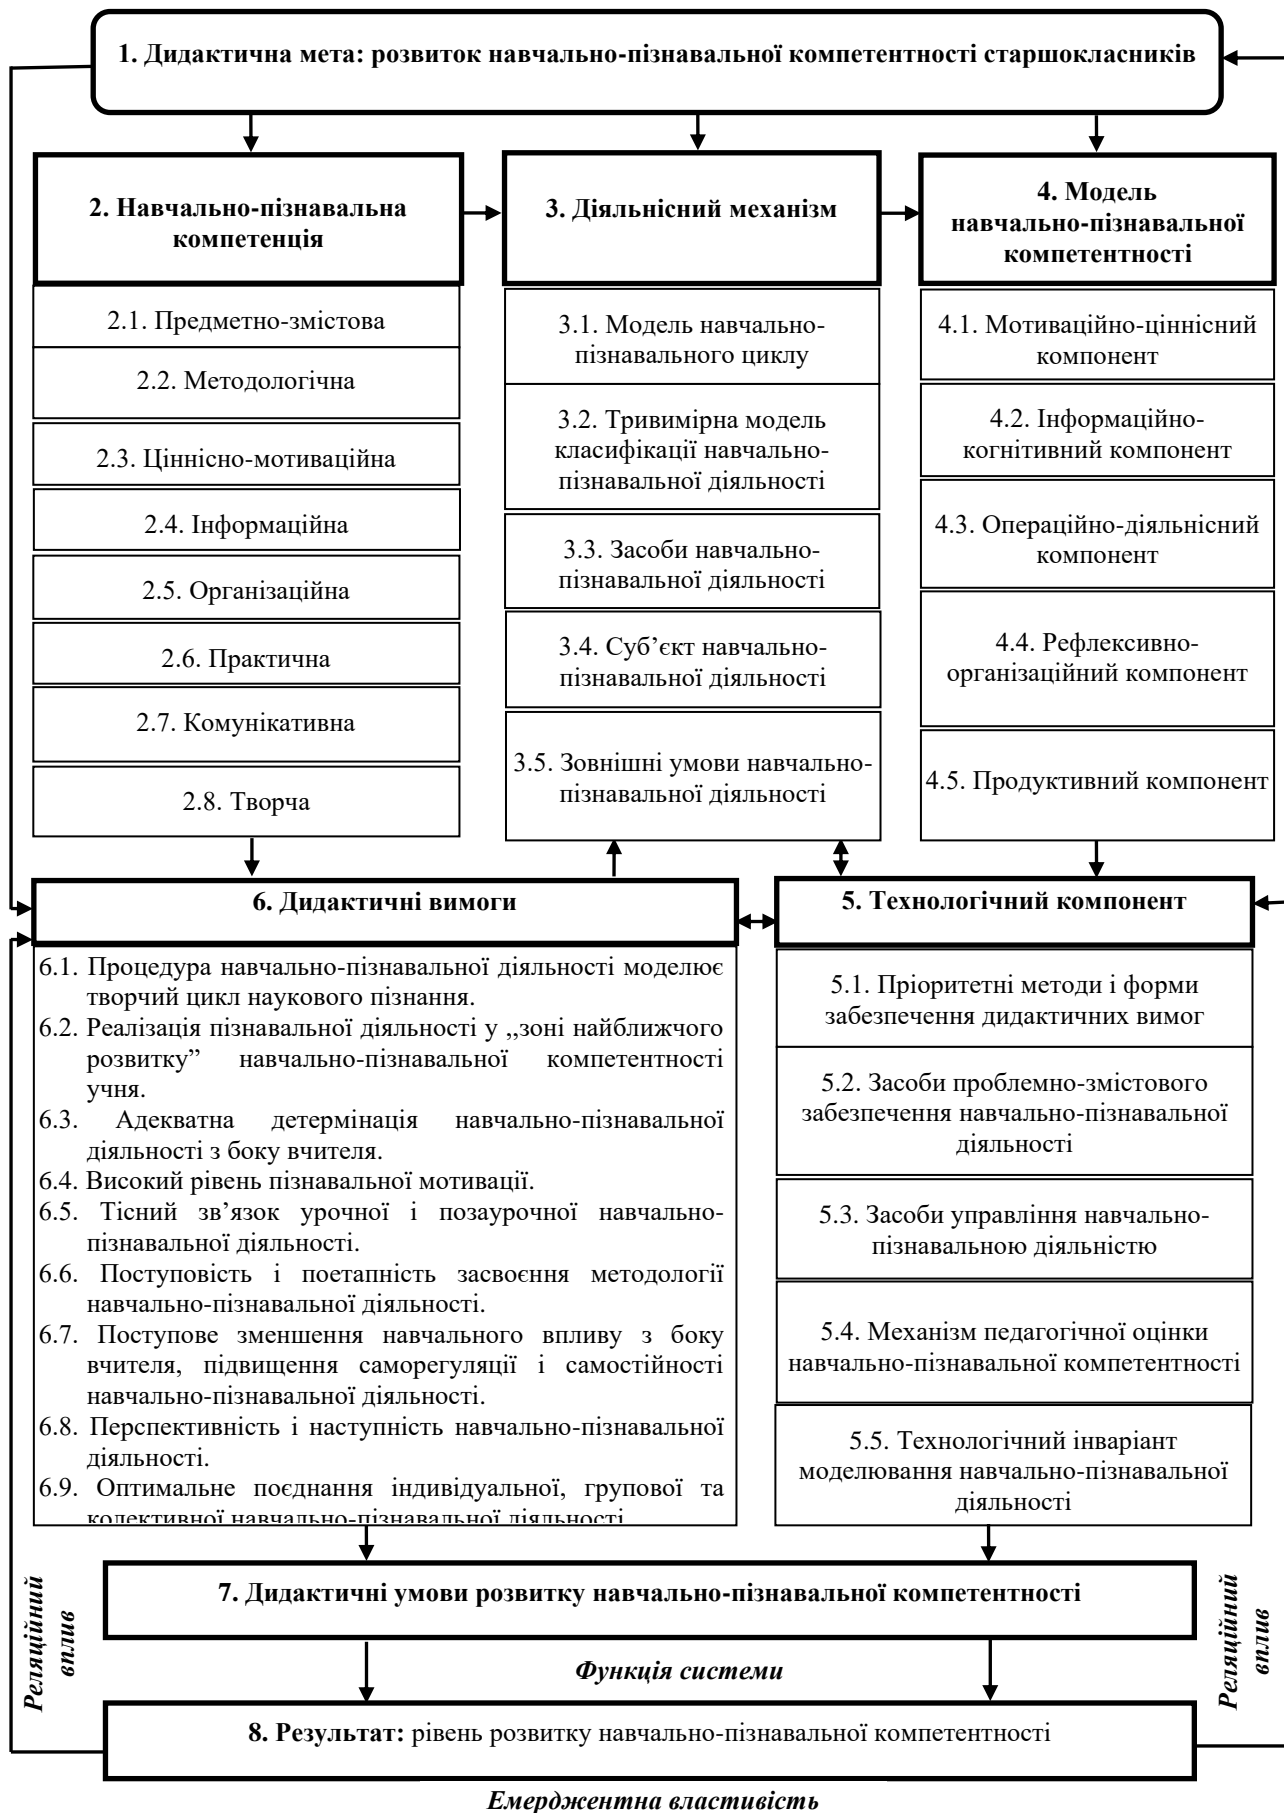 1. Дидактична мета: розвиток навчально-пізнавальної компетентності старшокласників
2. Навчально-пізнавальна
компетенція
2.1. Предметно-змістова
2.2. Методологічна
2.3. Ціннісно-мотиваційна
2.4. Інформаційна
2.5. Організаційна
2.6. Практична
2.7. Комунікативна
2.8. Творча
3. Діяльнісний механізм
3.1. Модель навчально-
пізнавального циклу
3.2. Тривимірна модель
класифікації навчально-
пізнавальної діяльності
3.3. Засоби навчально-
пізнавальної діяльності
3.4. Суб’єкт навчально-
пізнавальної діяльності
3.5. Зовнішні умови навчально-
пізнавальної діяльності
4. Модель
навчально-пізнавальної
компетентності
4.1. Мотиваційно-ціннісний
компонент
4.2. Інформаційно-
когнітивний компонент
4.3. Операційно-діяльнісний
компонент
4.4. Рефлексивно-
організаційний компонент
4.5. Продуктивний компонент
6. Дидактичні вимоги
6.1. Процедура навчально-пізнавальної діяльності моделює
творчий цикл наукового пізнання.
6.2. Реалізація пізнавальної діяльності у „зоні найближчого
розвитку” навчально-пізнавальної компетентності
учня.
6.3. Адекватна детермінація навчально-пізнавальної
діяльності з боку вчителя.
6.4. Високий рівень пізнавальної мотивації.
6.5. Тісний зв’язок урочної і позаурочної навчально-
пізнавальної діяльності.
6.6. Поступовість і поетапність засвоєння методології
навчально-пізнавальної діяльності.
6.7. Поступове зменшення навчального впливу з боку
вчителя, підвищення саморегуляції і самостійності
навчально-пізнавальної діяльності.
6.8. Перспективність і наступність навчально-пізнавальної
діяльності.
6.9. Оптимальне поєднання індивідуальної, групової та
колективної навчально-пізнавальної діяльності
5. Технологічний компонент
5.1. Пріоритетні методи і форми
забезпечення дидактичних вимог
5.2. Засоби проблемно-змістового
забезпечення навчально-пізнавальної
діяльності
5.3. Засоби управління навчально-
пізнавальною діяльністю
5.4. Механізм педагогічної оцінки
навчально-пізнавальної компетентності
5.5. Технологічний інваріант
моделювання навчально-пізнавальної
діяльності
Реляційний
вплив
7. Дидактичні умови розвитку навчально-пізнавальної компетентності
Реляційний
вплив
Функція системи
8. Результат: рівень розвитку навчально-пізнавальної компетентності
Емерджентна властивість